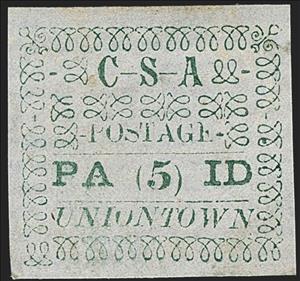 C-S-A
POSTAGE
PA (5) ID
UNIONTOWN